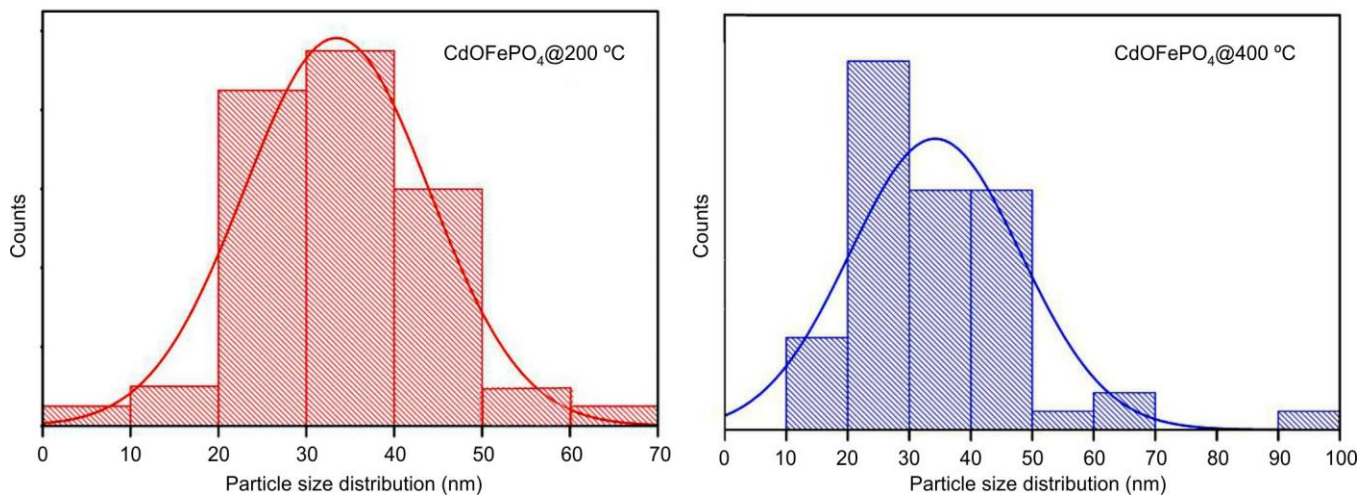 CdOFePO₄@200 ºC
Counts
0 10 20 30 40 50 60 70
Particle size distribution (nm)
CdOFePO₄@400 ºC
Counts
0 10 20 30 40 50 60 70 80 90 100
Particle size distribution (nm)